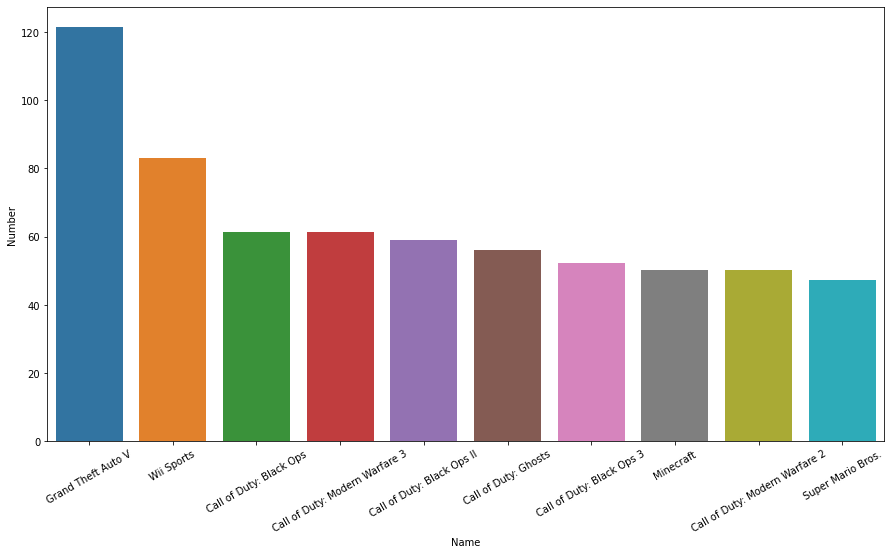 120
100
80
60
40
20
0
Number
Grand Theft Auto V
Wii Sports
Call of Duty: Black Ops
Call of Duty: Modern Warfare 3
Call of Duty: Black Ops II
Call of Duty: Ghosts
Call of Duty: Black Ops 3
Minecraft
Call of Duty: Modern Warfare 2
Super Mario Bros.
Name